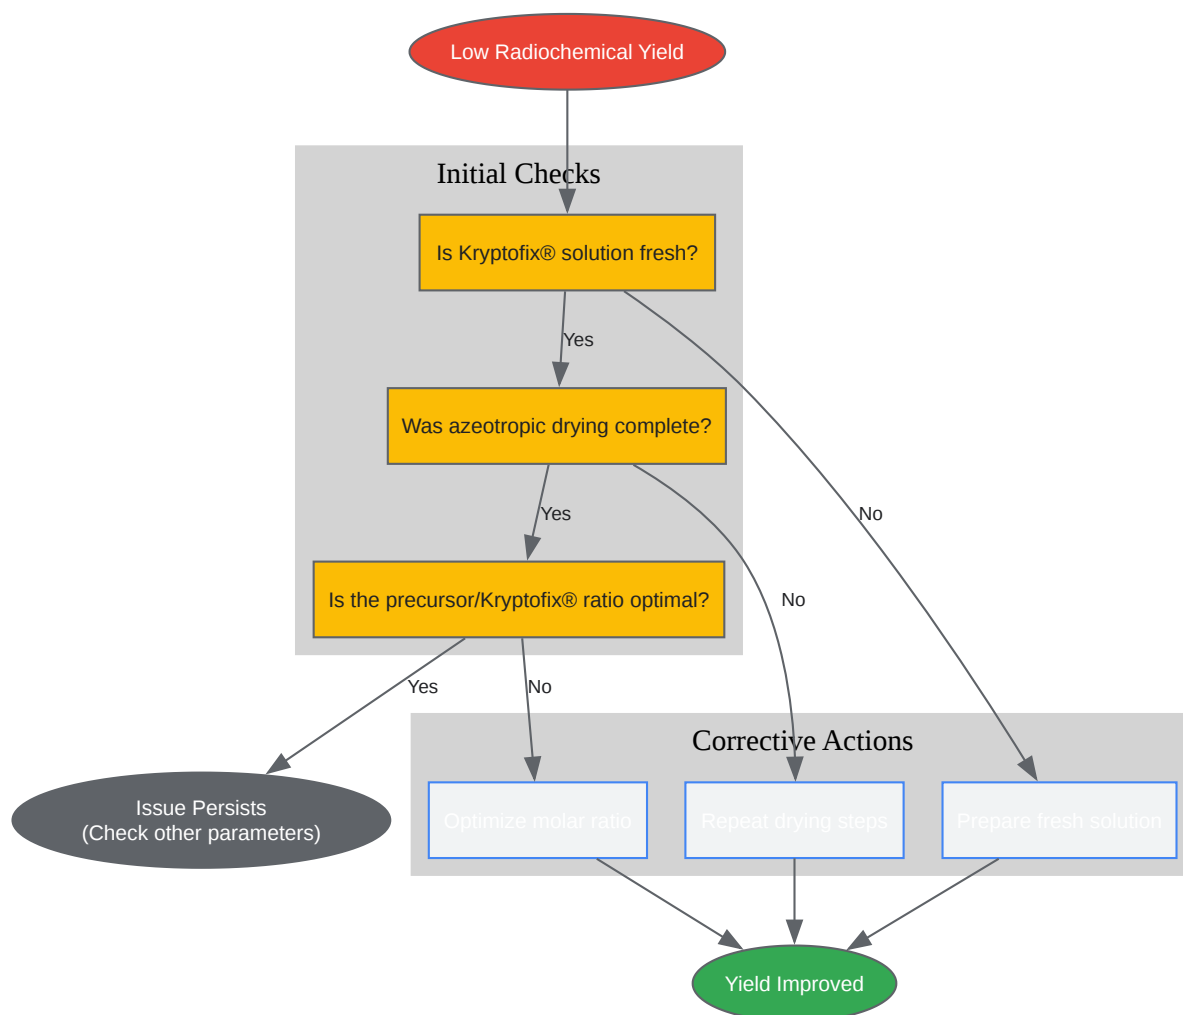 Low Radiochemical Yield
Initial Checks
Is Kryptofix® solution fresh?
Yes
Was azeotropic drying complete?
Yes
No
Is the precursor/Kryptofix® ratio optimal?
No
Yes
No
Corrective Actions
Issue Persists
(Check other parameters)
Optimize molar ratio
Repeat drying steps
Prepare fresh solution
Yield Improved